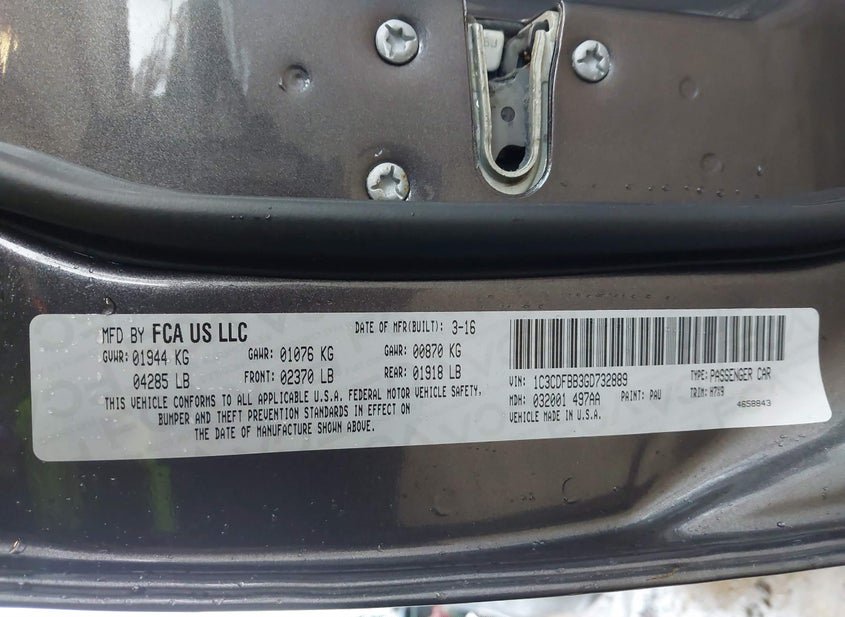 MFD BY FCA US LLC DATE OF MFR(BUILT): 3-16
GVWR: 01944 KG GAWR: 01076 KG GAWR: 00870 KG
04285 LB FRONT: 02370 LB REAR: 01918 LB
THIS VEHICLE CONFORMS TO ALL APPLICABLE U.S.A. FEDERAL MOTOR VEHICLE SAFETY,
BUMPER AND THEFT PREVENTION STANDARDS IN EFFECT ON
THE DATE OF MANUFACTURE SHOWN ABOVE.
VIN: 1C3CDFBB3GD732889 TYPE: PASSENGER CAR
MDH: 032001 497AA PAINT: PAU TRIM: H7X9
VEHICLE MADE IN U.S.A. 4658843